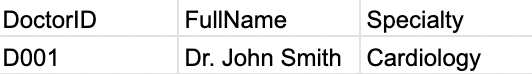 DoctorID FullName Specialty
D001 Dr. John Smith Cardiology